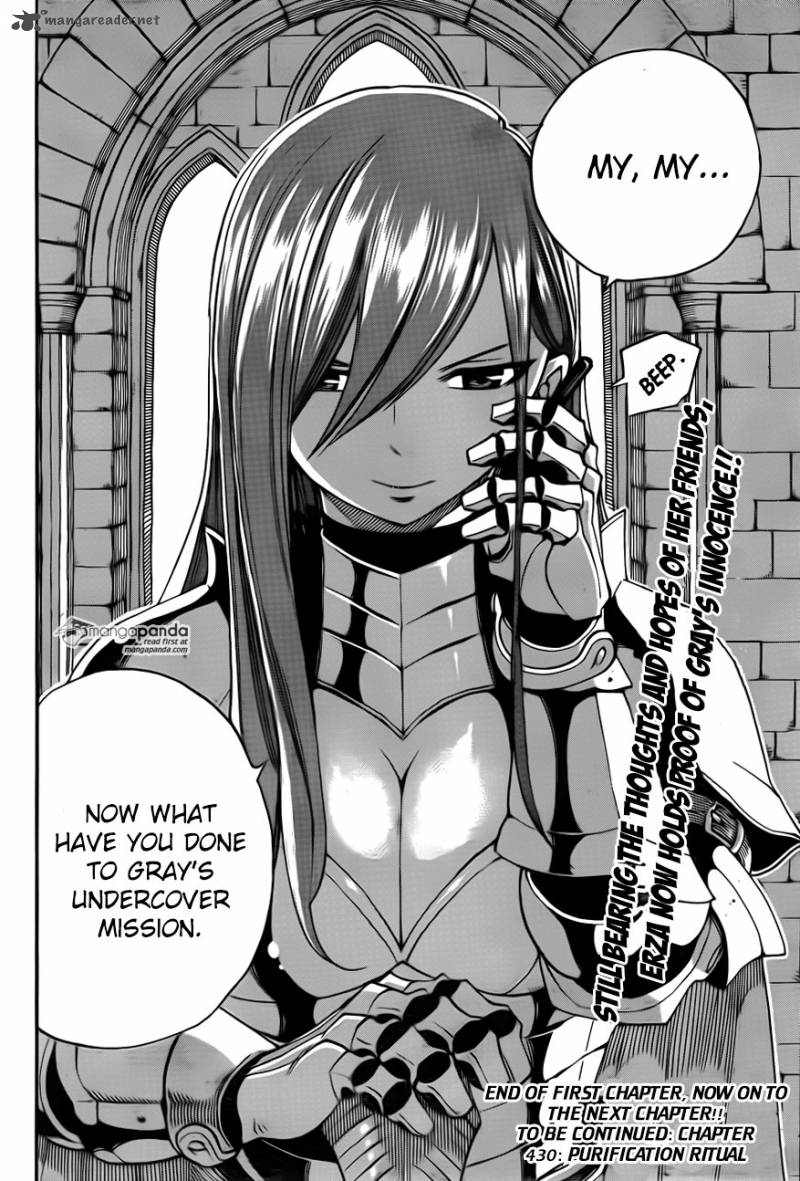 mangareader.net
MY, MY...
BEEP.
STILL BEARING THE THOUGHTS AND HOPES OF HER FRIENDS,
ERZA NOW HOLDS PROOF OF GRAY'S INNOCENCE!!
mangapanda
read first at
mangapanda.com
NOW WHAT
HAVE YOU DONE
TO GRAY'S
UNDERCOVER
MISSION.
END OF FIRST CHAPTER, NOW ON TO
THE NEXT CHAPTER!!
TO BE CONTINUED: CHAPTER
430: PURIFICATION RITUAL